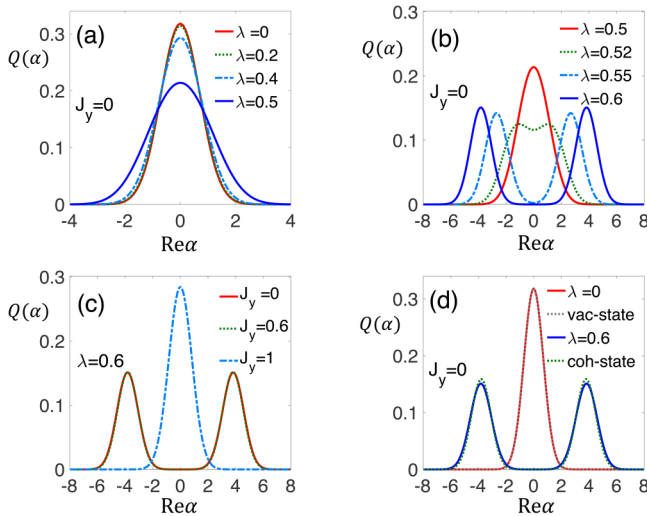 (a)
Q(α)
J_y=0
λ =0
λ=0.2
λ=0.4
λ=0.5
0.3
0.2
0.1
0
-4 -2 0 2 4
Reα
(b)
Q(α)
J_y=0
λ =0.5
λ=0.52
λ=0.55
λ=0.6
0.3
0.2
0.1
0
-8 -6 -4 -2 0 2 4 6 8
Reα
(c)
Q(α)
λ=0.6
J_y=0
J_y=0.6
J_y=1
0.3
0.2
0.1
0
-8 -6 -4 -2 0 2 4 6 8
Reα
(d)
Q(α)
J_y=0
λ =0
vac-state
λ=0.6
coh-state
0.3
0.2
0.1
0
-8 -6 -4 -2 0 2 4 6 8
Reα